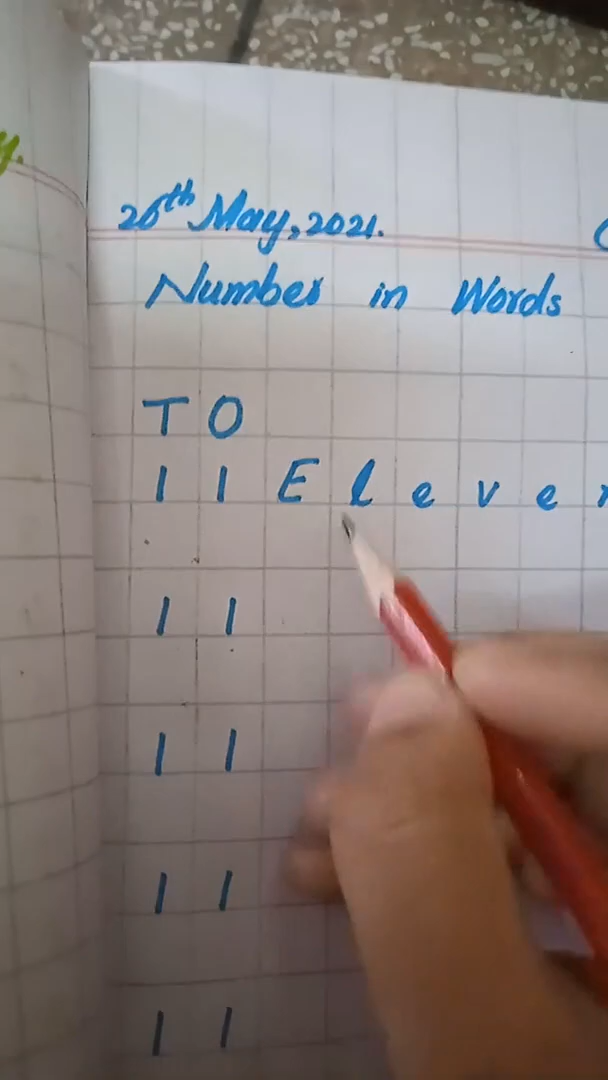 26th May, 2021.
Number in Words
T O
1 1 E l e v e n
1 1
1 1
1 1
1 1